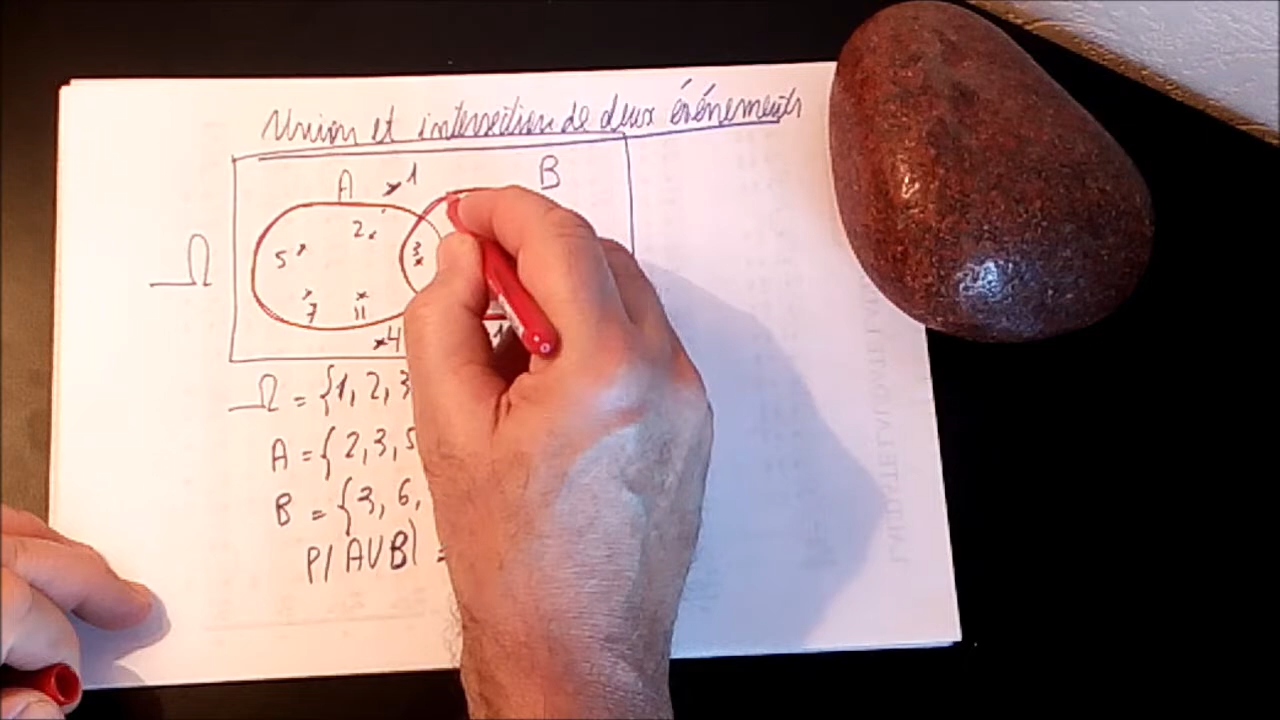 Union et intersection de deux événements
A
1
B
Ω
2
5
3
7
11
4
1
Ω = {1, 2, 3
A = { 2, 3, 5
B = { 3, 6,
P(A∪B) =